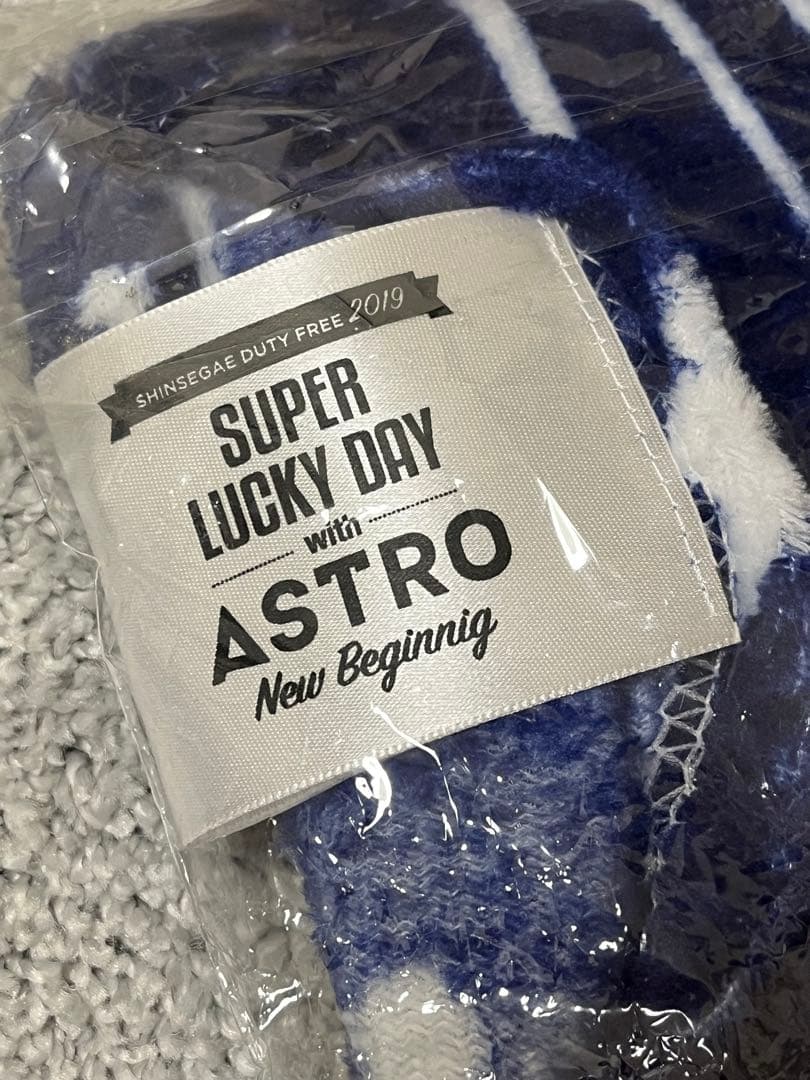 SHINSEGAE DUTY FREE 2019
SUPER
LUCKY DAY
with
ASTRO
New Beginnig